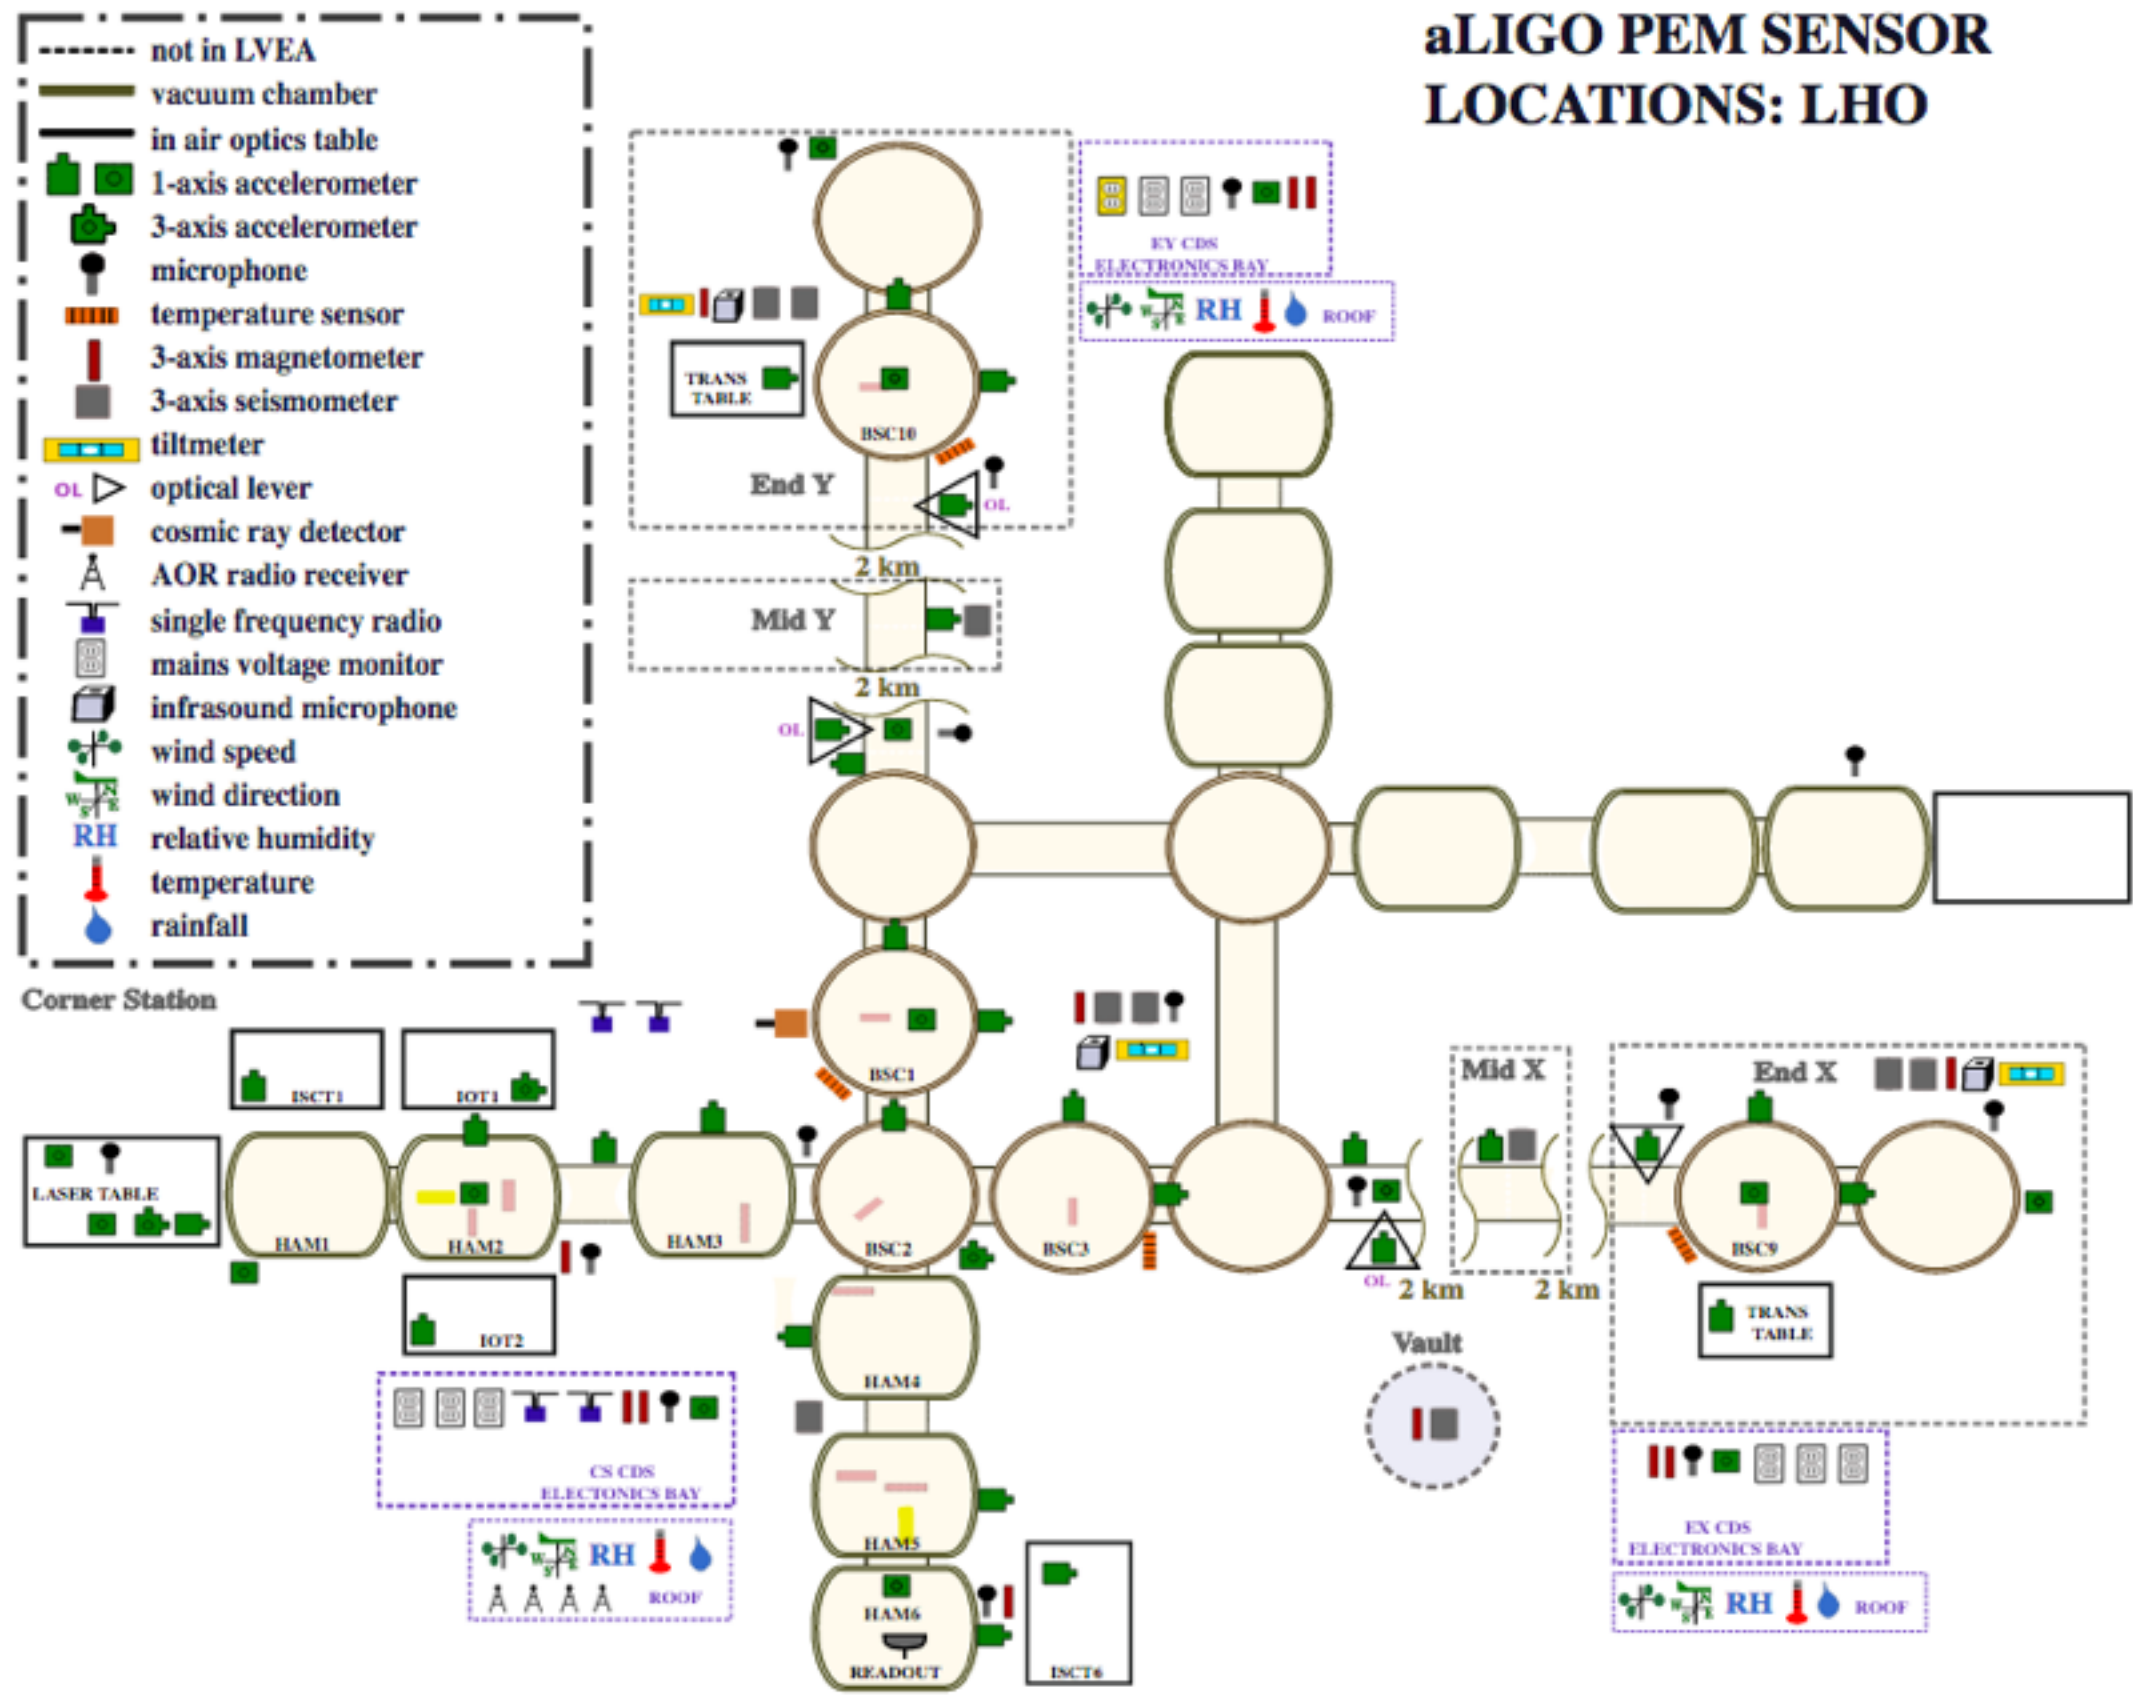 aLIGO PEM SENSOR
LOCATIONS: LHO
not in LVEA
vacuum chamber
in air optics table
1-axis accelerometer
3-axis accelerometer
microphone
temperature sensor
3-axis magnetometer
3-axis seismometer
tiltmeter
OL optical lever
cosmic ray detector
AOR radio receiver
single frequency radio
mains voltage monitor
infrasound microphone
wind speed
W S N E wind direction
RH relative humidity
temperature
rainfall
EY CDS
ELECTRONICS BAY
W S N E RH ROOF
TRANS
TABLE
BSC10
End Y
OL
2 km
Mid Y
2 km
OL
Corner Station
BSC1
ISCT1
IOT1
LASER TABLE
HAM1
HAM2
HAM3
BSC2
BSC3
IOT2
Mid X
End X
BSC9
OL
2 km
2 km
TRANS
TABLE
Vault
HAM4
CS CDS
ELECTONICS BAY
W S N E RH
ROOF
HAM5
HAM6
READOUT
ISCT6
EX CDS
ELECTRONICS BAY
W S N E RH ROOF